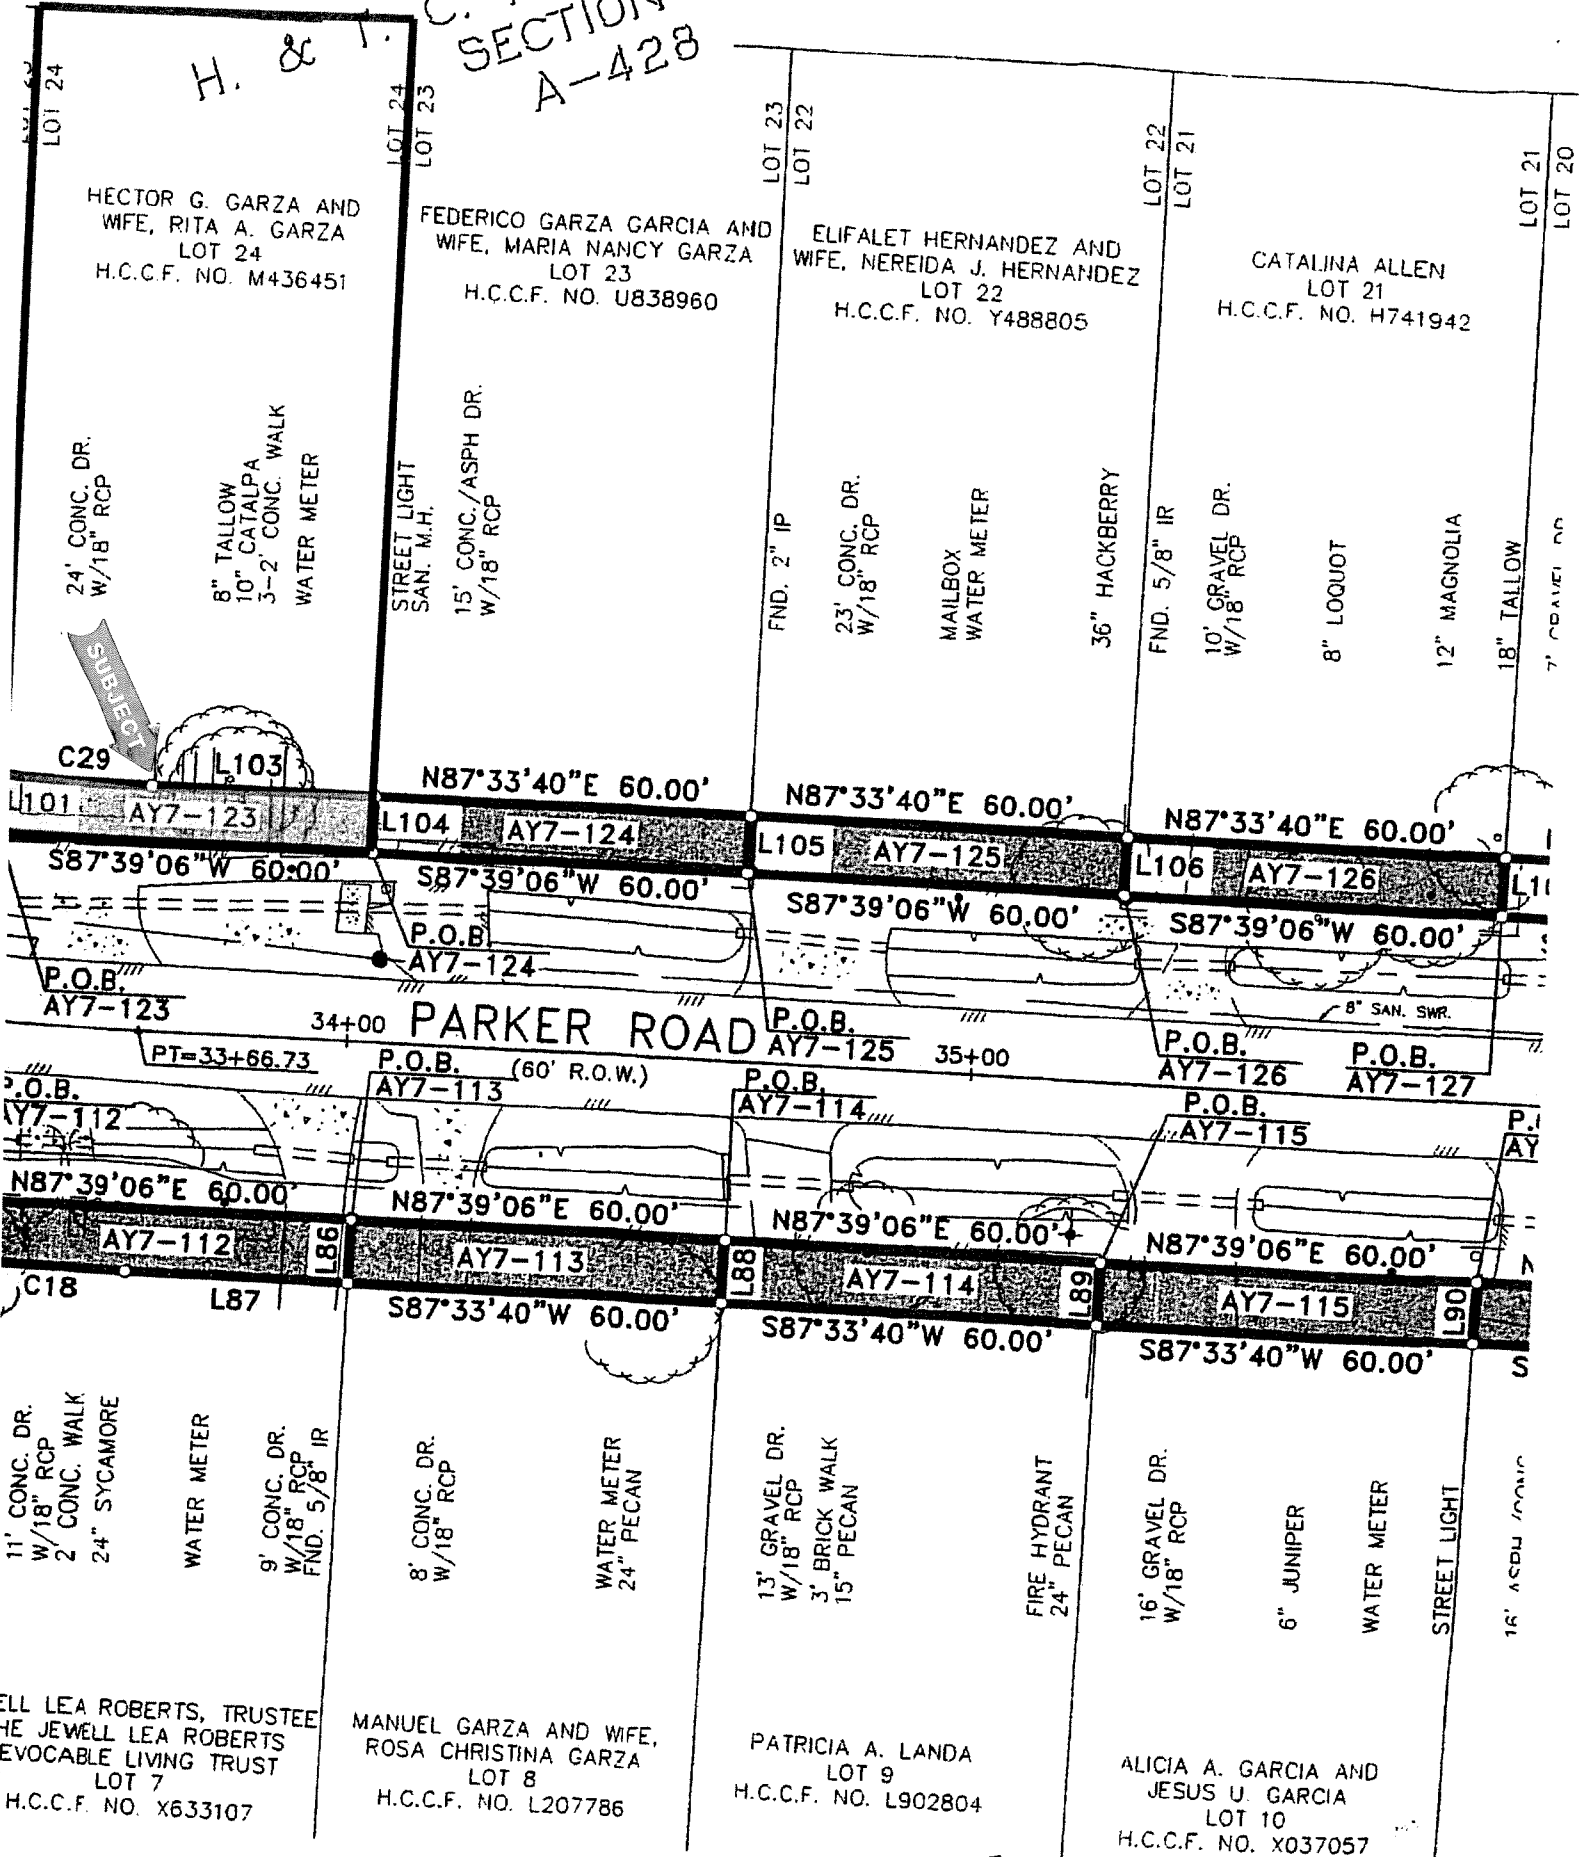 H. & T. C.
SECTION
A-428
LOT 24
LOT 24
LOT 23
LOT 23
LOT 22
LOT 22
LOT 21
LOT 21
LOT 20
HECTOR G. GARZA AND
WIFE, RITA A. GARZA
LOT 24
H.C.C.F. NO. M436451
FEDERICO GARZA GARCIA AND
WIFE, MARIA NANCY GARZA
LOT 23
H.C.C.F. NO. U838960
ELIFALET HERNANDEZ AND
WIFE, NEREIDA J. HERNANDEZ
LOT 22
H.C.C.F. NO. Y488805
CATALINA ALLEN
LOT 21
H.C.C.F. NO. H741942
24' CONC. DR.
W/18" RCP
8" TALLOW
10" CATALPA
3-2' CONC. WALK
WATER METER
STREET LIGHT
SAN. M.H.
15' CONC./ASPH DR.
W/18" RCP
FND. 2" IP
23' CONC. DR.
W/18" RCP
MAILBOX
WATER METER
36" HACKBERRY
FND. 5/8" IR
10' GRAVEL DR.
W/18" RCP
8" LOQUOT
12" MAGNOLIA
18" TALLOW
SUBJECT
C29
L103
N87°33'40"E 60.00'
N87°33'40"E 60.00'
N87°33'40"E 60.00'
L101
AY7-123
L104
AY7-124
L105
AY7-125
L106
AY7-126
S87°39'06"W 60.00'
S87°39'06"W 60.00'
S87°39'06"W 60.00'
S87°39'06"W 60.00'
P.O.B.
AY7-123
P.O.B.
AY7-124
34+00
PARKER ROAD
(60' R.O.W.)
P.O.B.
AY7-125
35+00
8" SAN. SWR.
P.O.B.
AY7-126
P.O.B.
AY7-127
PT=33+66.73
P.O.B.
AY7-112
P.O.B.
AY7-113
P.O.B.
AY7-114
P.O.B.
AY7-115
N87°39'06"E 60.00'
N87°39'06"E 60.00'
N87°39'06"E 60.00'
N87°39'06"E 60.00'
AY7-112
L86
AY7-113
L88
AY7-114
L89
AY7-115
L90
C18
L87
S87°33'40"W 60.00'
S87°33'40"W 60.00'
S87°33'40"W 60.00'
11' CONC. DR.
W/18" RCP
2' CONC. WALK
24" SYCAMORE
WATER METER
9' CONC. DR.
W/18" RCP
FND. 5/8" IR
8' CONC. DR.
W/18" RCP
WATER METER
24" PECAN
13' GRAVEL DR.
W/18" RCP
3' BRICK WALK
15" PECAN
FIRE HYDRANT
24" PECAN
16' GRAVEL DR.
W/18" RCP
6" JUNIPER
WATER METER
STREET LIGHT
LEA ROBERTS, TRUSTEE
JEWELL LEA ROBERTS
LIVING TRUST
LOT 7
H.C.C.F. NO. X633107
MANUEL GARZA AND WIFE,
ROSA CHRISTINA GARZA
LOT 8
H.C.C.F. NO. L207786
PATRICIA A. LANDA
LOT 9
H.C.C.F. NO. L902804
ALICIA A. GARCIA AND
JESUS U. GARCIA
LOT 10
H.C.C.F. NO. X037057